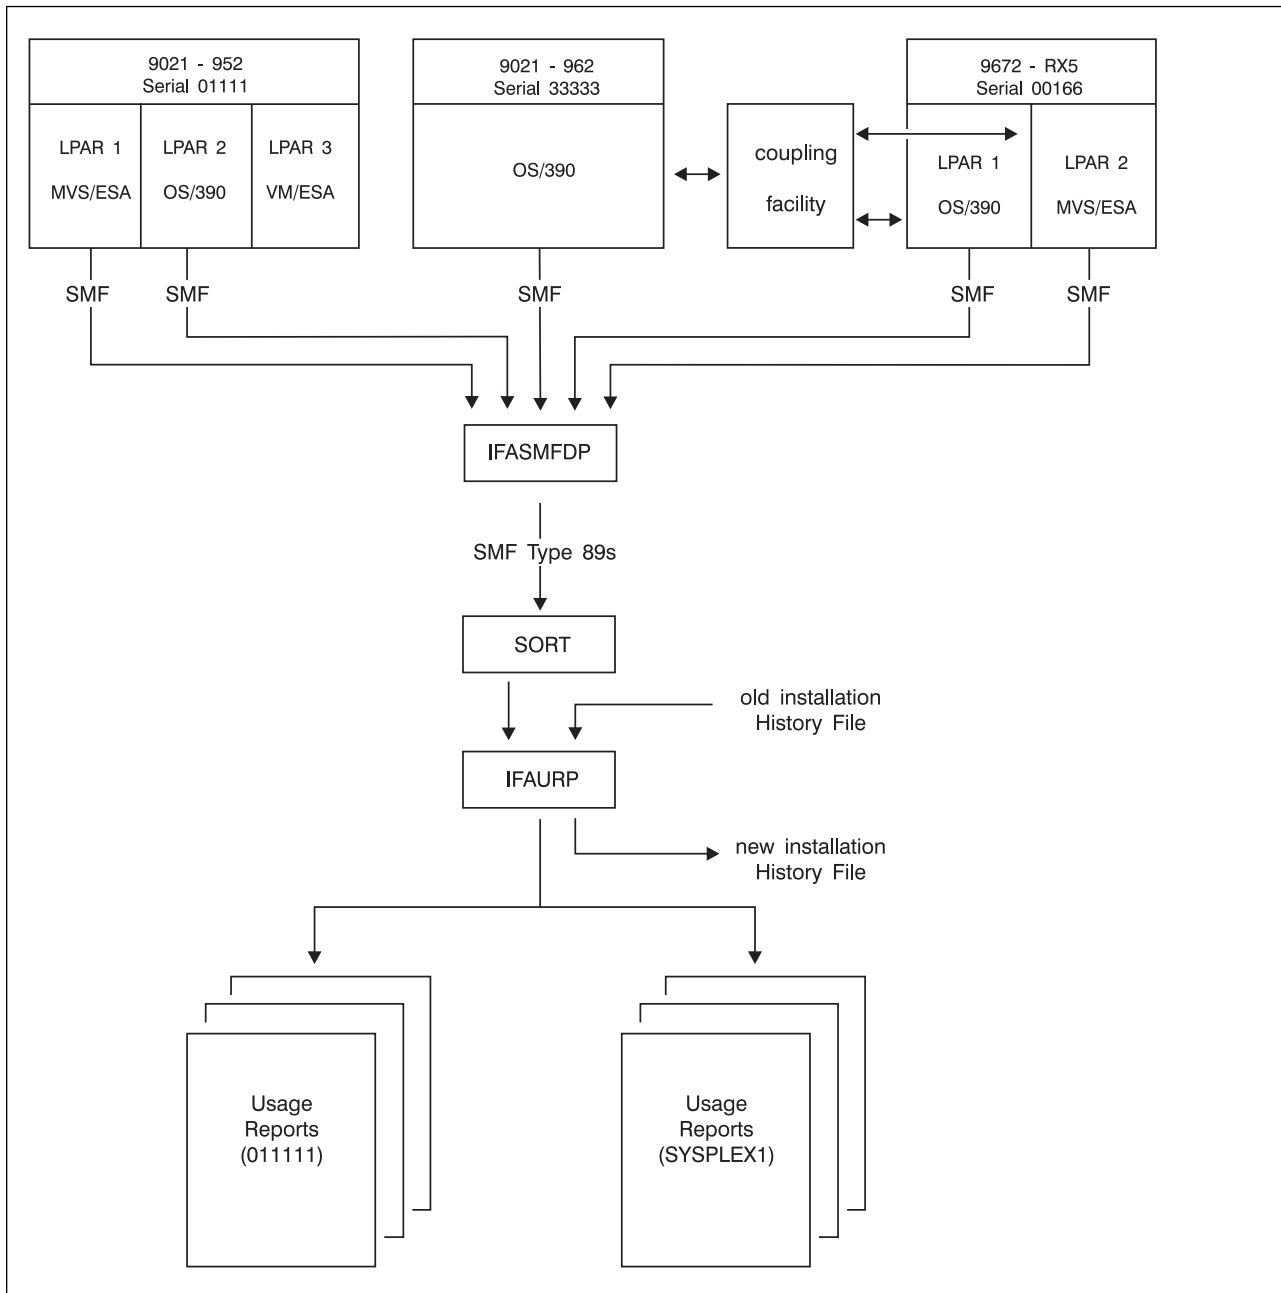 9021 - 952
Serial 01111
9021 - 962
Serial 33333
9672 - RX5
Serial 00166
LPAR 1
MVS/ESA
LPAR 2
OS/390
LPAR 3
VM/ESA
OS/390
coupling
facility
LPAR 1
OS/390
LPAR 2
MVS/ESA
SMF
SMF
SMF
SMF
SMF
IFASMFDP
SMF Type 89s
SORT
old installation
History File
IFAURP
new installation
History File
Usage
Reports
(011111)
Usage
Reports
(SYSPLEX1)